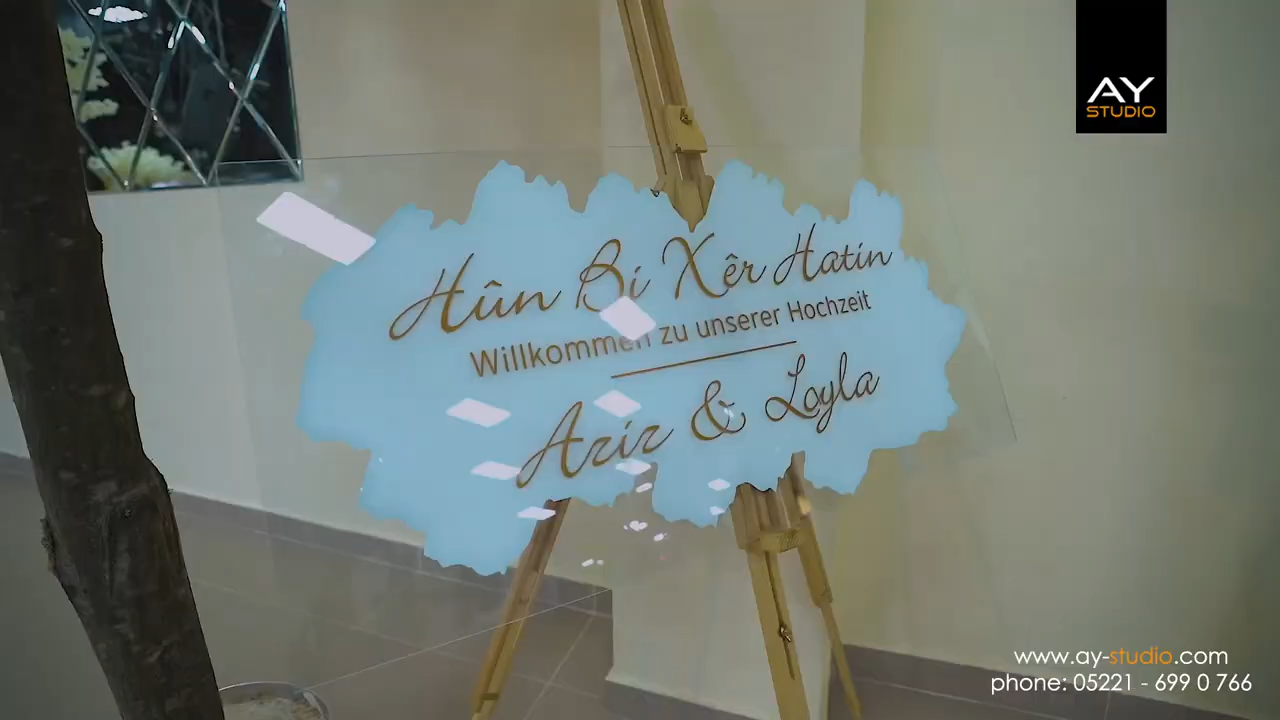 AY
STUDIO
Hûn Bi Xêr Hatin
Willkommen zu unserer Hochzeit
Aziz & Loyla
www.ay-studio.com
phone: 05221 - 699 0 766